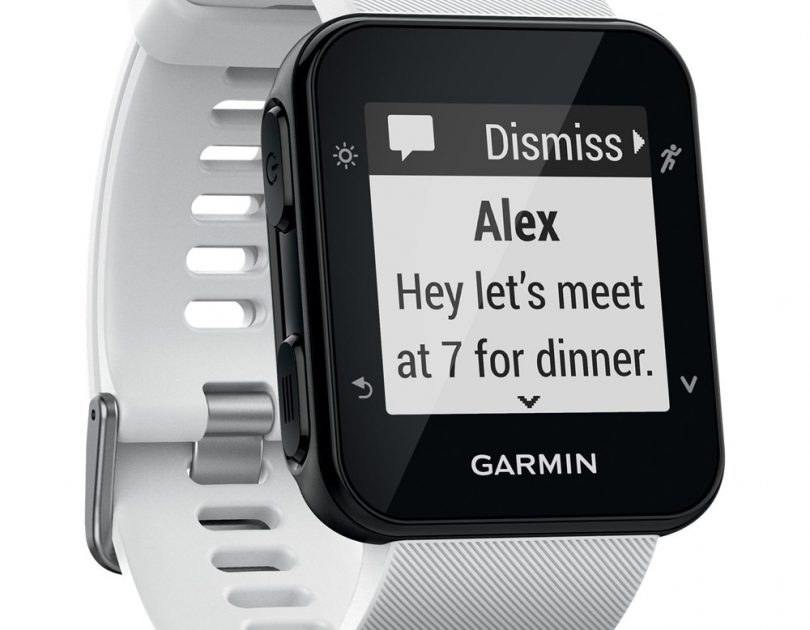 Dismiss
Alex
Hey let's meet
at 7 for dinner.
GARMIN